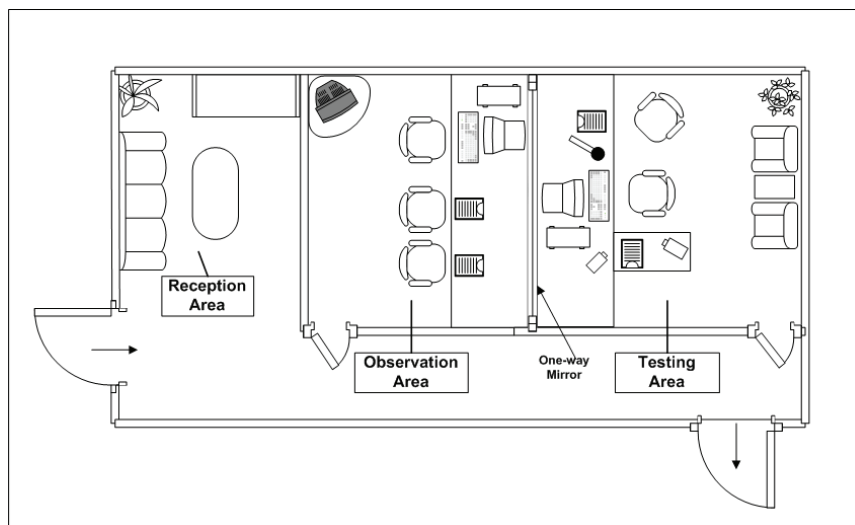 Reception
Area
Observation
Area
One-way
Mirror
Testing
Area